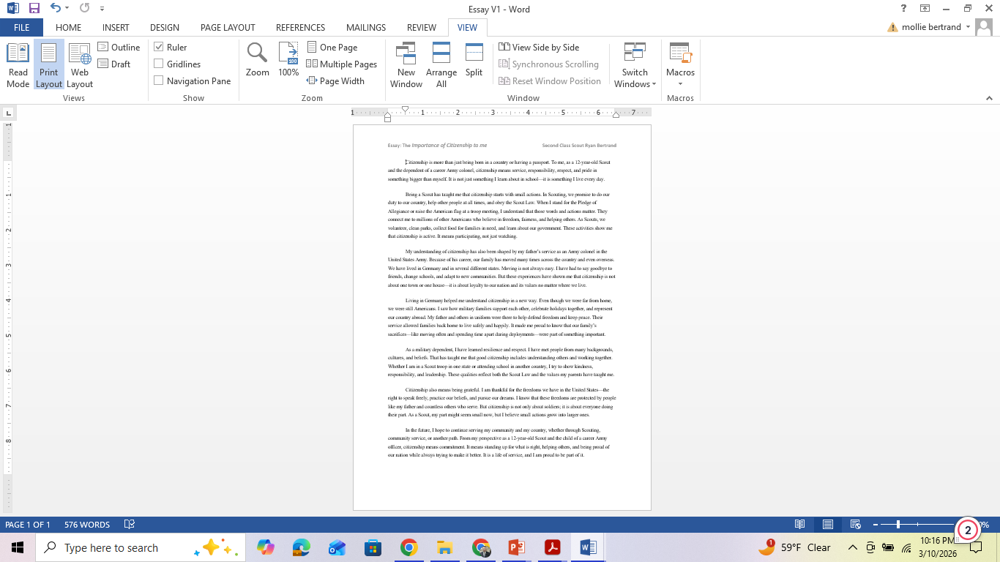 Essay V1 - Word
FILE HOME INSERT DESIGN PAGE LAYOUT REFERENCES MAILINGS REVIEW VIEW mollie bertrand
Read Mode
Print Layout
Web Layout
Outline
Draft
Views
Ruler
Gridlines
Navigation Pane
Show
Zoom
100%
One Page
Multiple Pages
Page Width
Zoom
New Window
Arrange All
Split
View Side by Side
Synchronous Scrolling
Reset Window Position
Window
Switch Windows
Macros
Macros
1 1 2 3 4 5 6 7
1
1
2
3
4
5
6
7
8
Essay: The Importance of Citizenship to me Second Class Scout Ryan Bertrand
Citizenship is more than just being born in a country or having a passport. To me, as a 12-year-old Scout
and the dependent of a career Army colonel, citizenship means service, responsibility, respect, and pride in
something bigger than myself. It is not just something I learn about in school—it is something I live every day.
Being a Scout has taught me that citizenship starts with small actions. In Scouting, we promise to do our
duty to our country, help other people at all times, and obey the Scout Law. When I stand for the Pledge of
Allegiance or raise the American flag at a troop meeting, I understand that those words and actions matter. They
connect me to millions of other Americans who believe in freedom, fairness, and helping others. As Scouts, we
volunteer, clean parks, collect food for families in need, and learn about our government. These activities show me
that citizenship is active. It means participating, not just watching.
My understanding of citizenship has also been shaped by my father's service as an Army colonel in the
United States Army. Because of his career, our family has moved many times across the country and even overseas.
We have lived in Germany and in several different states. Moving is not always easy. I have had to say goodbye to
friends, change schools, and adapt to new communities. But these experiences have shown me that citizenship is not
about one town or one house—it is about loyalty to our nation and its values no matter where we live.
Living in Germany helped me understand citizenship in a new way. Even though we were far from home,
we were still Americans. I saw how military families support each other, celebrate holidays together, and represent
our country abroad. My father and others in uniform were there to help defend freedom and keep peace. Their
service allowed families back home to live safely and happily. It made me proud to know that our family's
sacrifices—like moving often and spending time apart during deployments—were part of something important.
As a military dependent, I have learned resilience and respect. I have met people from many backgrounds,
cultures, and beliefs. That has taught me that good citizenship includes understanding others and working together.
Whether I am in a Scout troop in one state or attending school in another country, I try to show kindness,
responsibility, and leadership. These qualities reflect both the Scout Law and the values my parents have taught me.
Citizenship also means being grateful. I am thankful for the freedoms we have in the United States—the
right to speak freely, practice our beliefs, and pursue our dreams. I know that these freedoms are protected by people
like my father and countless others who serve. But citizenship is not only about soldiers; it is about everyone doing
their part. As a Scout, my part might seem small now, but I believe small actions grow into larger ones.
In the future, I hope to continue serving my community and my country, whether through Scouting,
community service, or another path. From my perspective as a 12-year-old Scout and the child of a career Army
officer, citizenship means commitment. It means standing up for what is right, helping others, and being proud of
our nation while always trying to make it better. It is a life of service, and I am proud to be part of it.
PAGE 1 OF 1 576 WORDS
2
Type here to search
1 59°F Clear
10:16 PM
3/10/2026